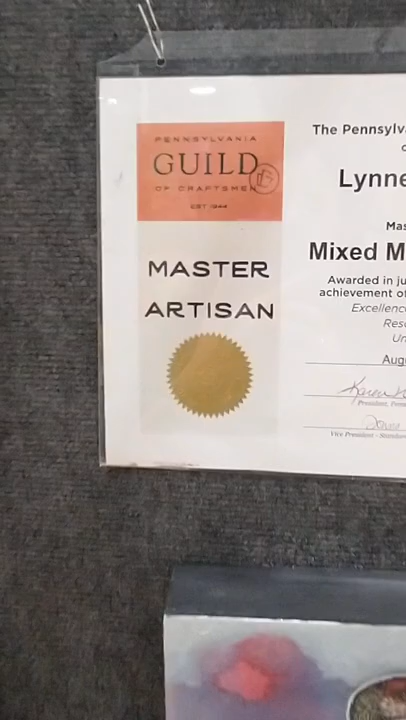 PENNSYLVANIA
GUILD
OF CRAFTSMEN
EST 1944
MASTER
ARTISAN
The Pennsylva
Lynne
Mas
Mixed M
Awarded in ju
achievement of
Excellenc
Res
Un
Aug
President, Penn
Vice President - Standar